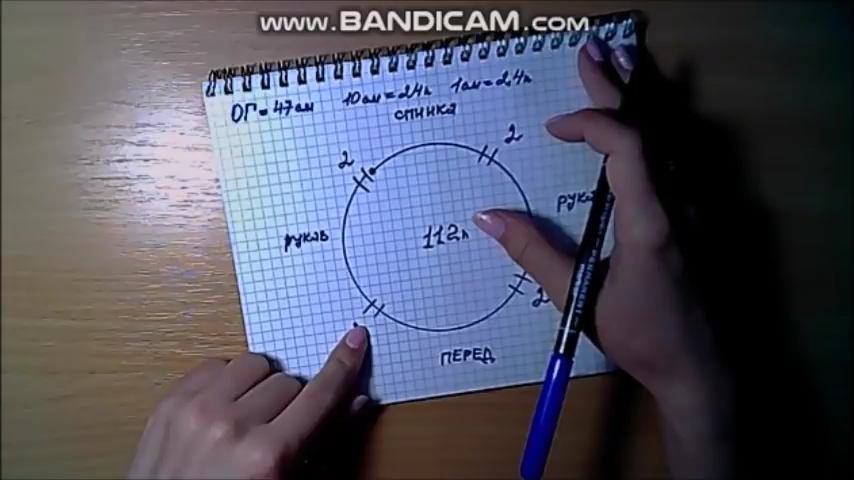 www.BANDICAM.com
ОГ = 47 см 10 см = 24 п 1 см = 2,4 п
спинка
2 2
рукав
112 п
2
ПЕРЕД